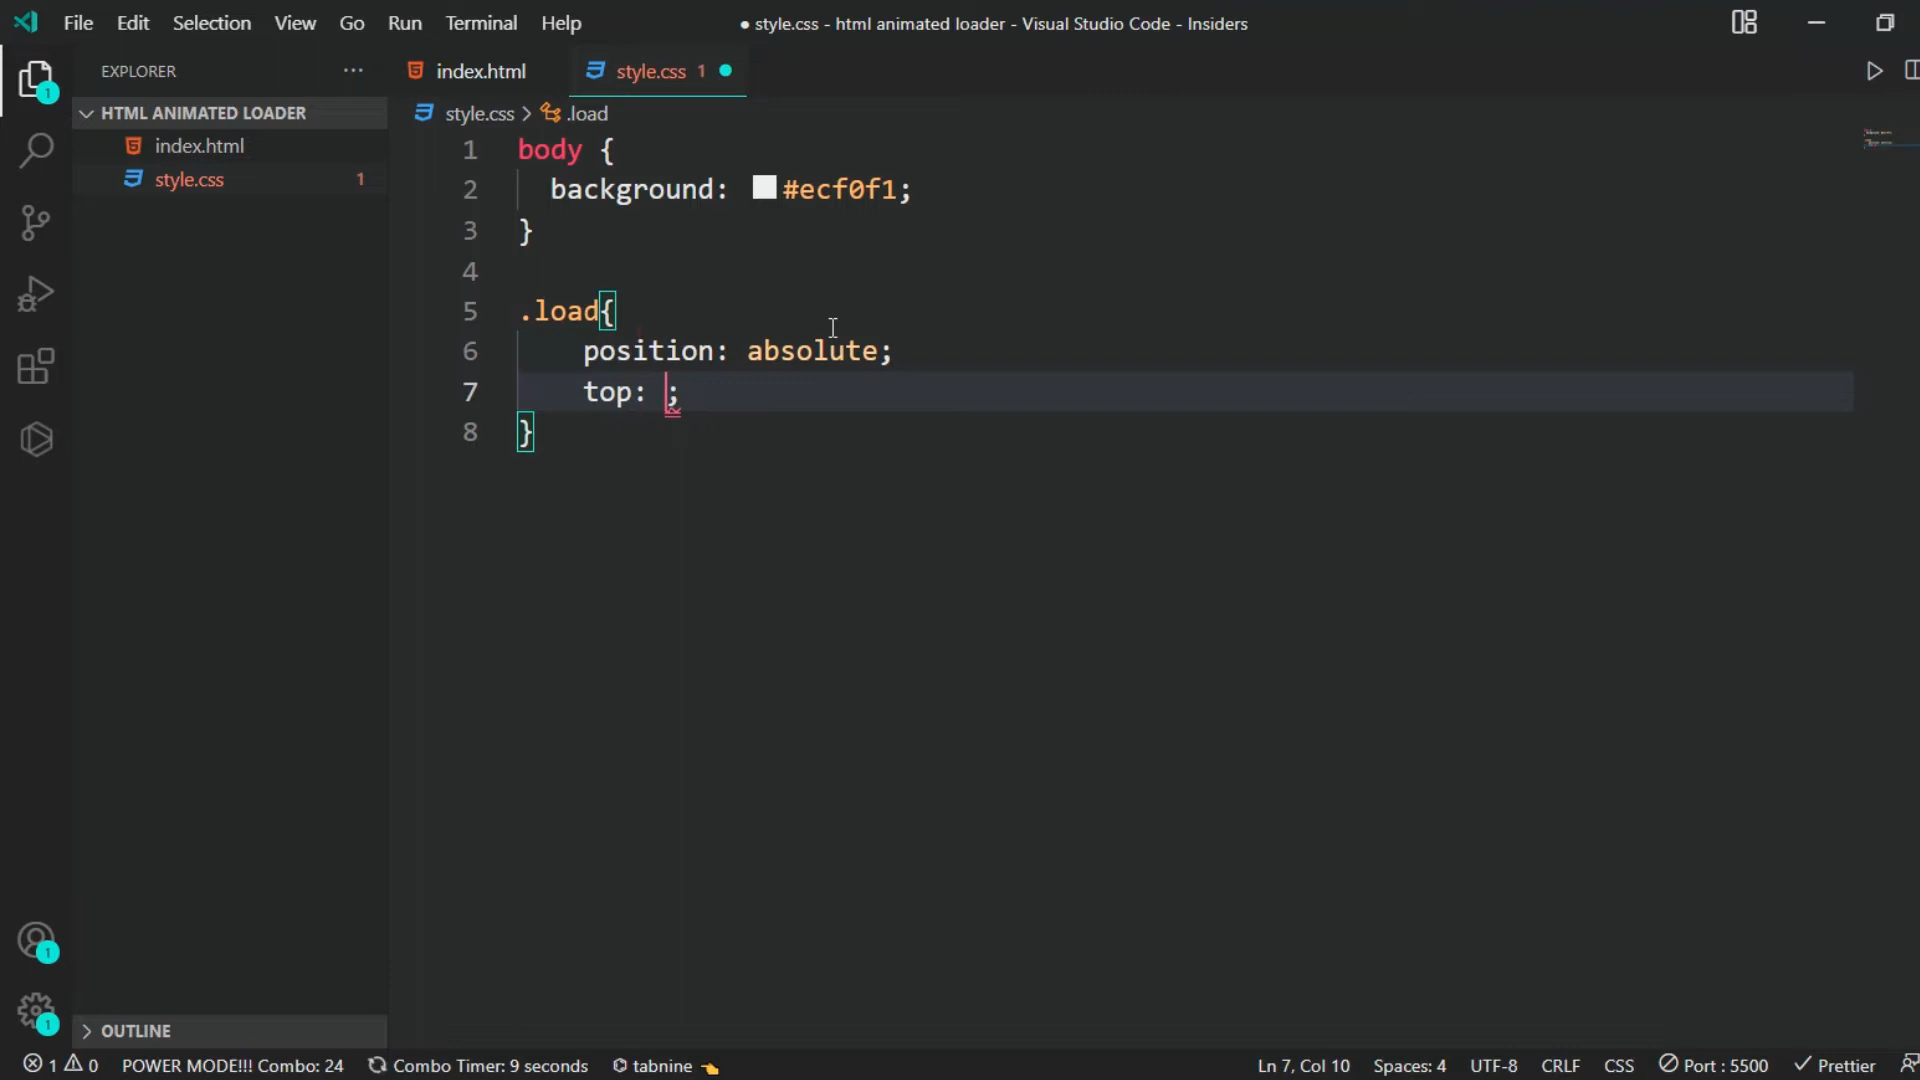 File Edit Selection View Go Run Terminal Help
● style.css - html animated loader - Visual Studio Code - Insiders
EXPLORER ···
index.html
style.css 1 ●
HTML ANIMATED LOADER
index.html
style.css 1
style.css > .load
1 body {
2 background: #ecf0f1;
3 }
4
5 .load{
6 position: absolute;
7 top: ;
8 }
1
1
1
OUTLINE
1 0 POWER MODE!!! Combo: 24 Combo Timer: 9 seconds tabnine 👈
Ln 7, Col 10 Spaces: 4 UTF-8 CRLF CSS Port : 5500 Prettier